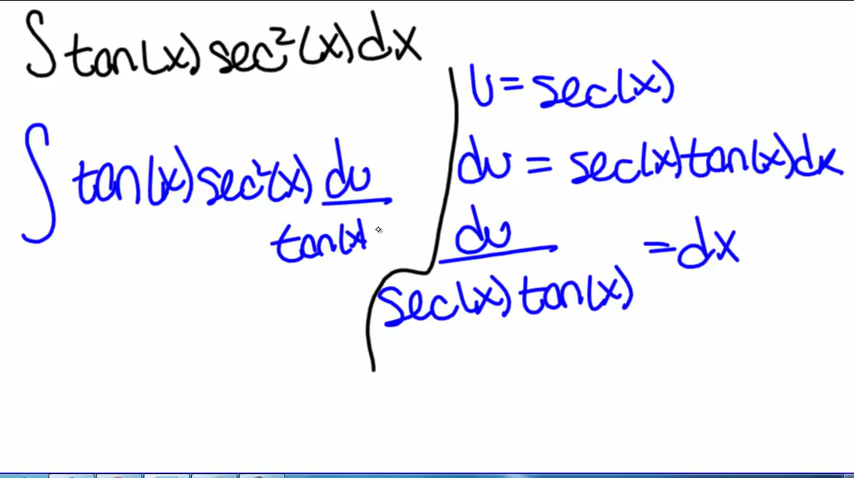 ∫tan(x) sec²(x)dx
∫ tan(x) sec²(x) du
tan(x
u = sec(x)
du = sec(x)tan(x)dx
du = dx
sec(x) tan(x)